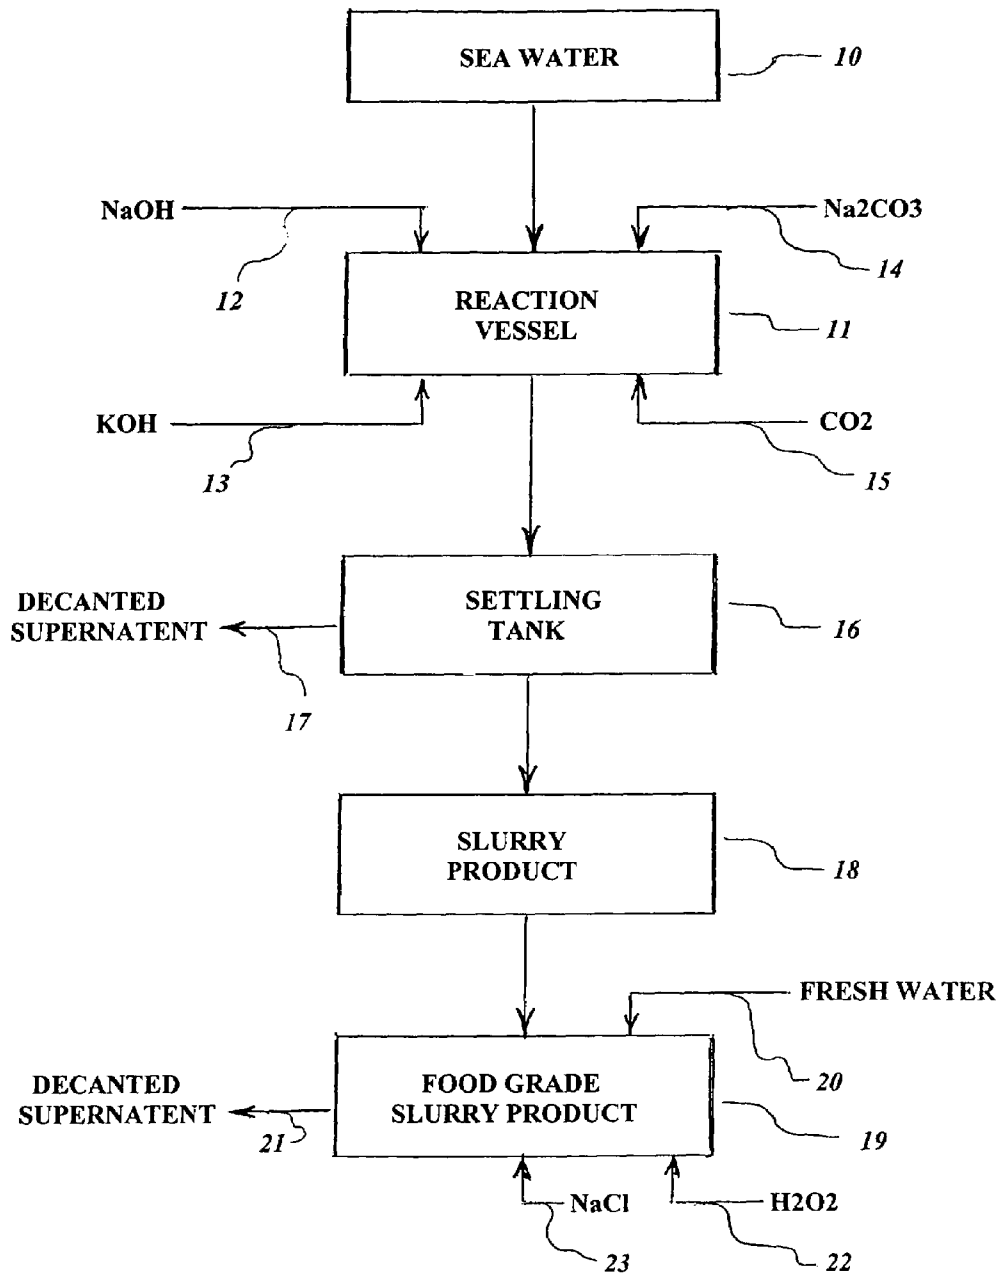 SEA WATER
10
NaOH
Na2CO3
12
14
REACTION
VESSEL
11
KOH
CO2
13
15
SETTLING
TANK
16
DECANTED
SUPERNATENT
17
SLURRY
PRODUCT
18
FRESH WATER
20
FOOD GRADE
SLURRY PRODUCT
19
DECANTED
SUPERNATENT
21
NaCl
H2O2
23
22